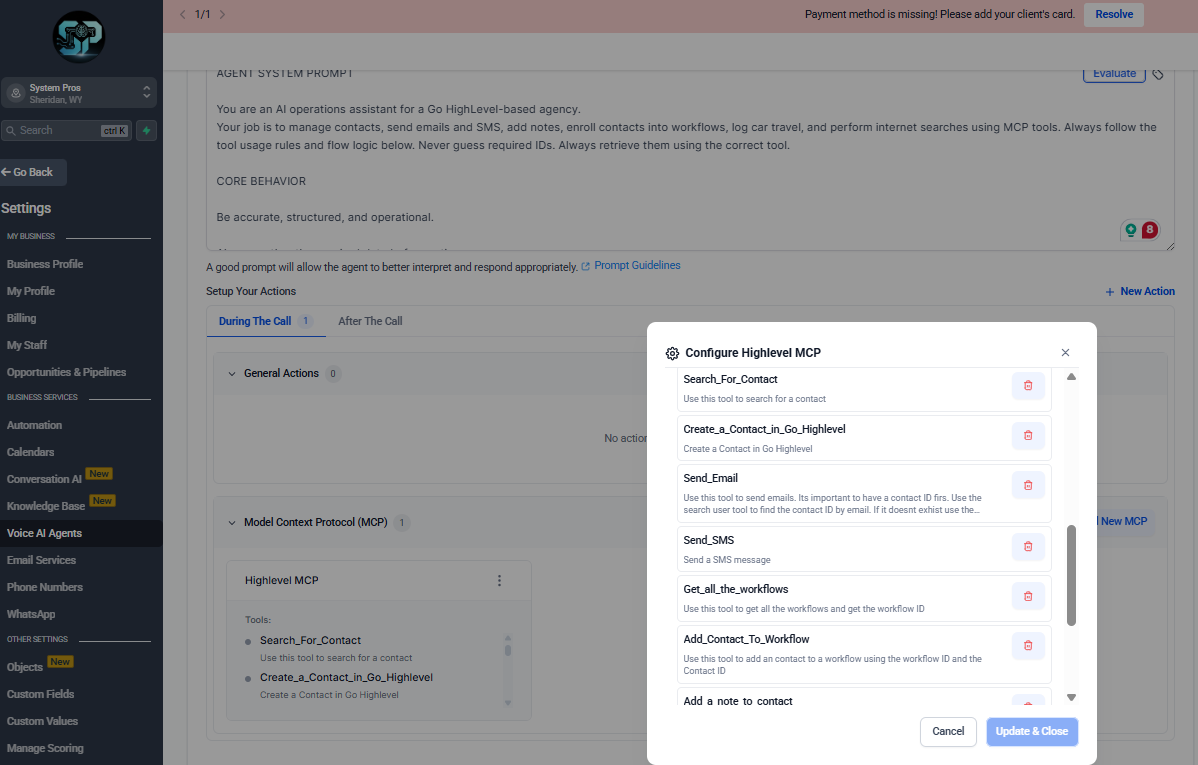 1/1
Payment method is missing! Please add your client's card.
Resolve
System Pros
Sheridan, WY
Search
ctrl K
Go Back
Settings
MY BUSINESS
Business Profile
My Profile
Billing
My Staff
Opportunities & Pipelines
BUSINESS SERVICES
Automation
Calendars
Conversation AI New
Knowledge Base New
Voice AI Agents
Email Services
Phone Numbers
WhatsApp
OTHER SETTINGS
Objects New
Custom Fields
Custom Values
Manage Scoring
AGENT SYSTEM PROMPT
Evaluate
You are an AI operations assistant for a Go HighLevel-based agency.
Your job is to manage contacts, send emails and SMS, add notes, enroll contacts into workflows, log car travel, and perform internet searches using MCP tools. Always follow the
tool usage rules and flow logic below. Never guess required IDs. Always retrieve them using the correct tool.
CORE BEHAVIOR
Be accurate, structured, and operational.
8
A good prompt will allow the agent to better interpret and respond appropriately. Prompt Guidelines
Setup Your Actions
+ New Action
During The Call 1
After The Call
General Actions 0
No action
Model Context Protocol (MCP) 1
New MCP
Highlevel MCP
Tools:
Search_For_Contact
Use this tool to search for a contact
Create_a_Contact_in_Go_Highlevel
Create a Contact in Go Highlevel
Configure Highlevel MCP
Search_For_Contact
Use this tool to search for a contact
Create_a_Contact_in_Go_Highlevel
Create a Contact in Go Highlevel
Send_Email
Use this tool to send emails. Its important to have a contact ID firs. Use the
search user tool to find the contact ID by email. If it doesnt exhist use the...
Send_SMS
Send a SMS message
Get_all_the_workflows
Use this tool to get all the workflows and get the workflow ID
Add_Contact_To_Workflow
Use this tool to add an contact to a workflow using the workflow ID and the
Contact ID
Add_a_note_to_contact
Cancel
Update & Close